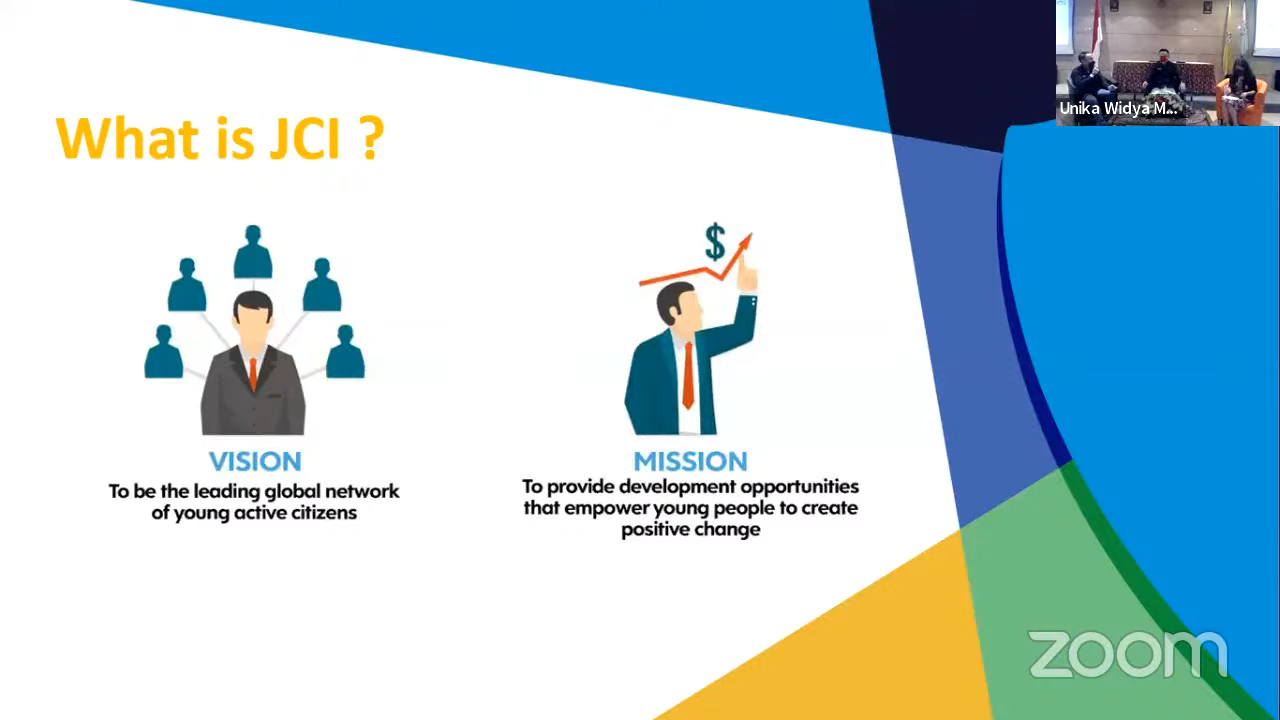 What is JCI ?
Unika Widya M...
$
VISION
To be the leading global network
of young active citizens
MISSION
To provide development opportunities
that empower young people to create
positive change
zoom